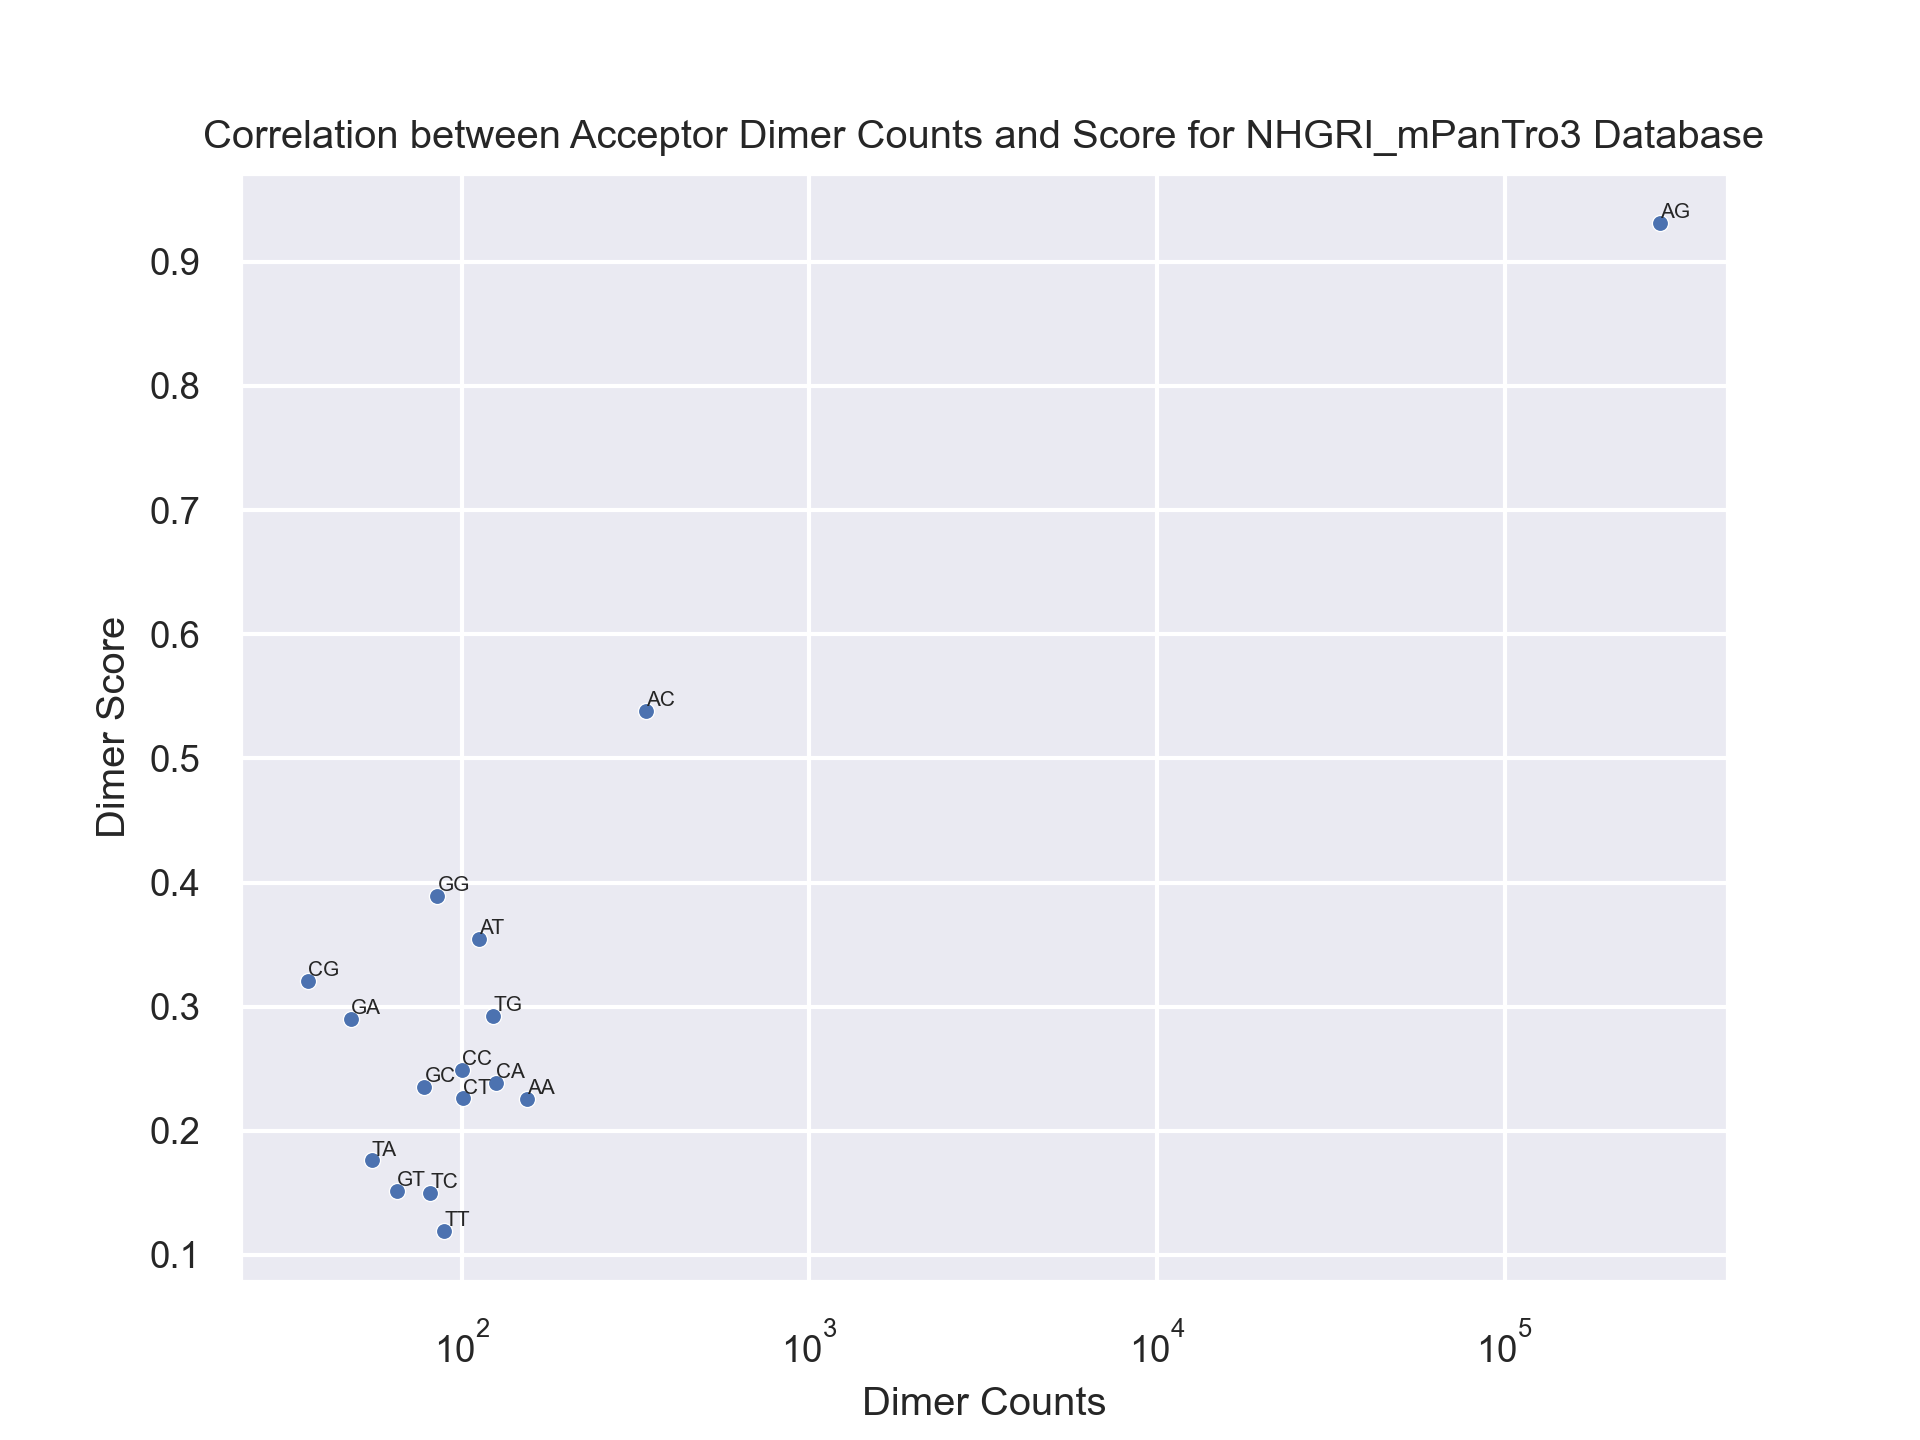 Correlation between Acceptor Dimer Counts and Score for NHGRI_mPanTro3 Database
AG
0.9
0.8
0.7
0.6
AC
0.5
GG
0.4
AT
CG
GA
TG
0.3
CC
CA
GC
CT
AA
0.2
TA
GT
TC
TT
0.1
Dimer Score
10^2 10^3 10^4 10^5
Dimer Counts